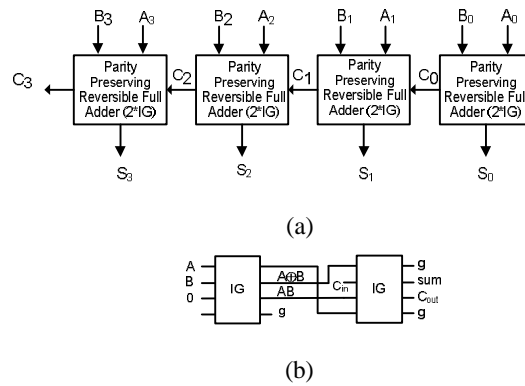 B₃ A₃ B₂ A₂ B₁ A₁ B₀ A₀
C₃ C₂ C₁ C₀
Parity
Preserving
Reversible Full
Adder (2*IG)
Parity
Preserving
Reversible Full
Adder (2*IG)
Parity
Preserving
Reversible Full
Adder (2*IG)
Parity
Preserving
Reversible Full
Adder (2*IG)
S₃ S₂ S₁ S₀
(a)
A
B
0
IG
A⊕B
AB
g
Cin
IG
g
sum
Cout
g
(b)